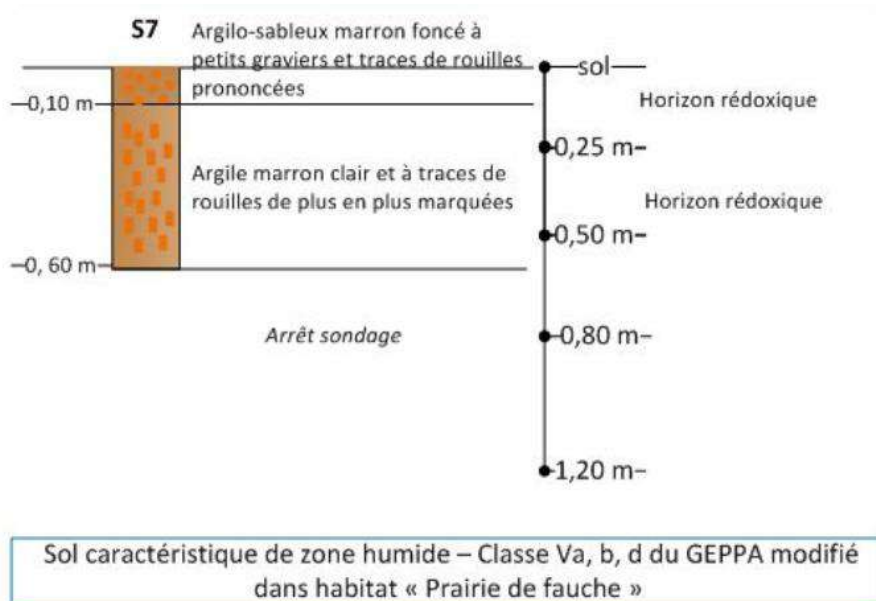 S7
Argilo-sableux marron foncé à
petits graviers et traces de rouilles
prononcées
sol
0,10 m
Horizon rédoxique
0,25 m
Argile marron clair et à traces de
rouilles de plus en plus marquées
Horizon rédoxique
0,50 m
0, 60 m
Arrêt sondage
0,80 m
1,20 m
Sol caractéristique de zone humide – Classe Va, b, d du GEPPA modifié
dans habitat « Prairie de fauche »